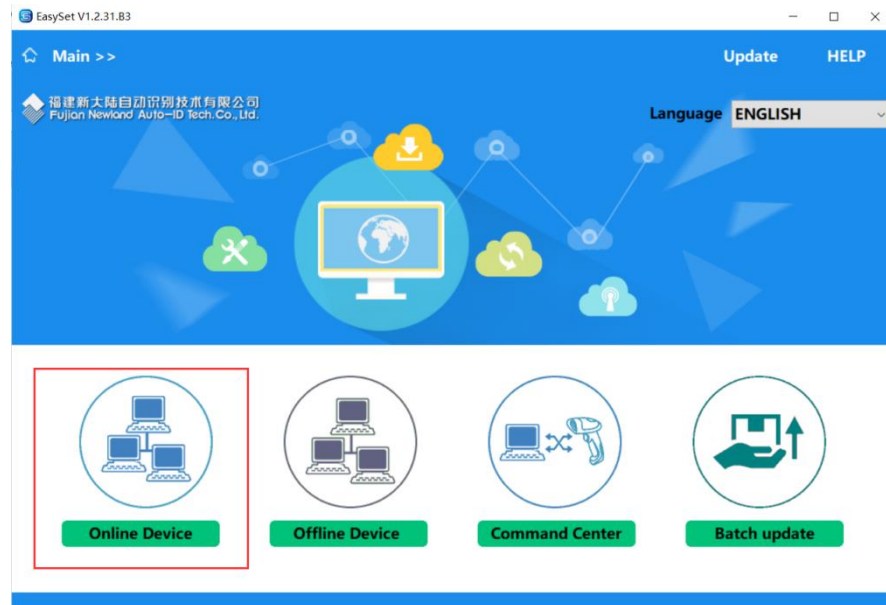 EasySet V1.2.31.B3
Main >>
Update
HELP
福建新大陆自动识别技术有限公司
Fujian Newland Auto-ID Tech.Co.,Ltd.
Language
ENGLISH
Online Device
Offline Device
Command Center
Batch update